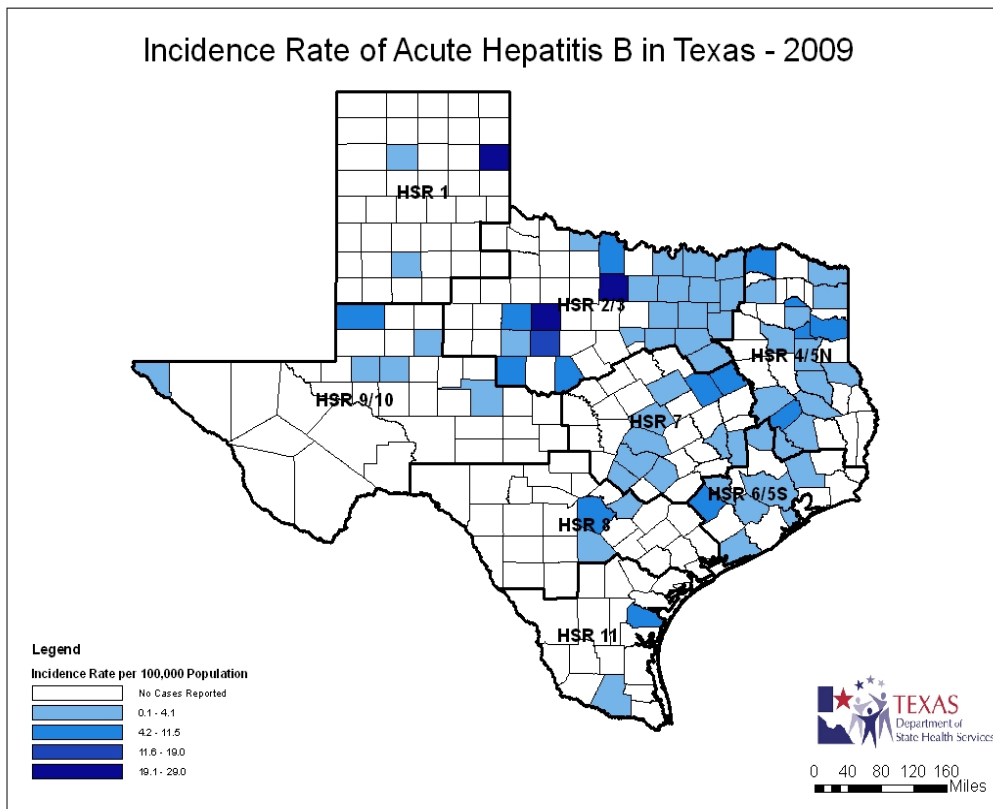 Incidence Rate of Acute Hepatitis B in Texas - 2009
HSR 1
HSR 2/3
HSR 4/5N
HSR 9/10
HSR 7
HSR 6/5S
HSR 8
HSR 11
Legend
Incidence Rate per 100,000 Population
No Cases Reported
0.1 - 4.1
4.2 - 11.5
11.6 - 19.0
19.1 - 29.0
TEXAS
Department of
State Health Services
0 40 80 120 160
Miles